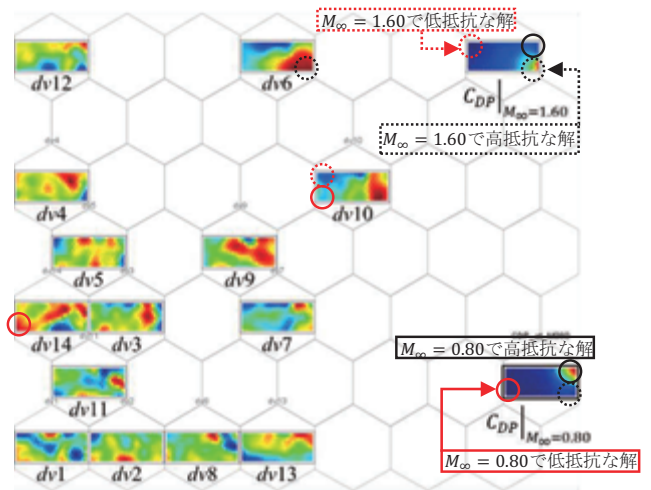 M∞ = 1.60で低抵抗な解
dv12
dv6
C_DP|M∞=1.60
M∞ = 1.60で高抵抗な解
dv4
dv10
dv5
dv9
dv14
dv3
dv7
M∞ = 0.80で高抵抗な解
dv11
C_DP|M∞=0.80
M∞ = 0.80で低抵抗な解
dv1
dv2
dv8
dv13